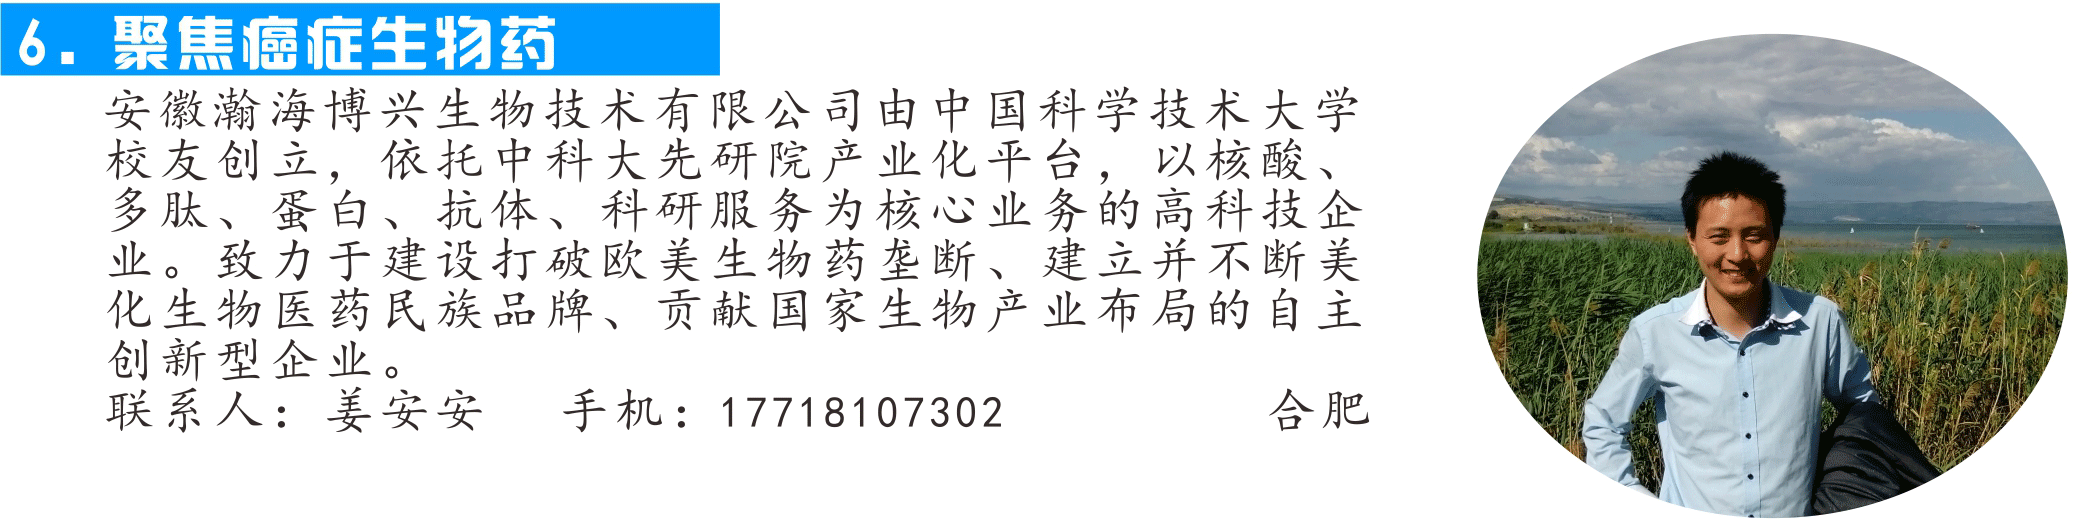 6. 聚焦癌症生物药
安徽瀚海博兴生物技术有限公司由中国科学技术大学
校友创立，依托中科大先研院产业化平台，以核酸、
多肽、蛋白、抗体、科研服务为核心业务的高科技企
业。致力于建设打破欧美生物药垄断、建立并不断美
化生物医药民族品牌、贡献国家生物产业布局的自主
创新型企业。
联系人：姜安安 手机：17718107302 合肥